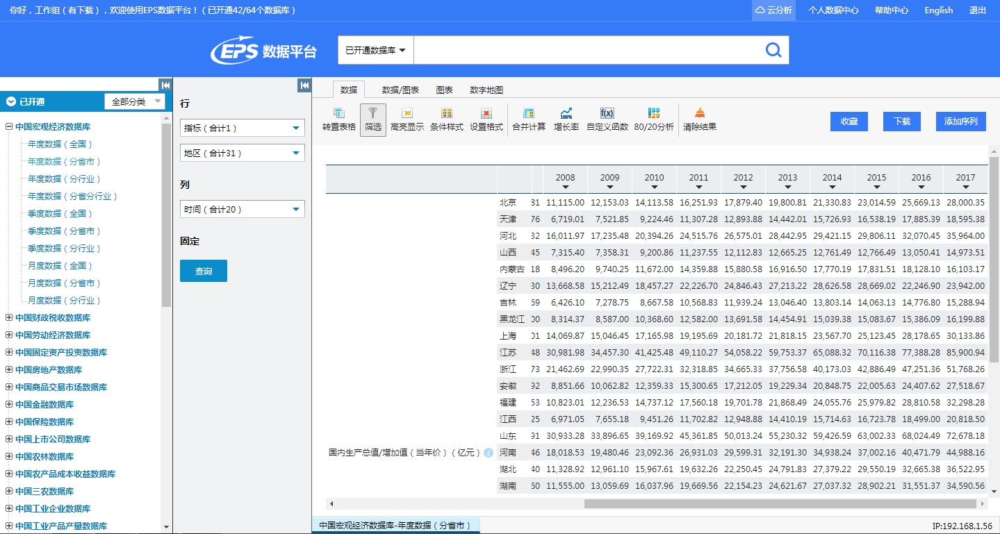 你好，工作组（有下载），欢迎使用EPS数据平台！（已开通42/64个数据库）
云分析 个人数据中心 帮助中心 English 退出
EPS 数据平台
已开通数据库
已开通 全部分类
中国宏观经济数据库
年度数据（全国）
年度数据（分省市）
年度数据（分行业）
年度数据（分省分行业）
季度数据（全国）
季度数据（分省市）
季度数据（分行业）
月度数据（全国）
月度数据（分省市）
月度数据（分行业）
中国财政税收数据库
中国劳动经济数据库
中国固定资产投资数据库
中国房地产数据库
中国商品交易市场数据库
中国金融数据库
中国保险数据库
中国上市公司数据库
中国农林数据库
中国农产品成本收益数据库
中国三农数据库
中国工业企业数据库
中国工业产品产量数据库
行
指标（合计1）
地区（合计31）
列
时间（合计20）
固定
查询
数据 数据/图表 图表 数字地图
转置表格 筛选 高亮显示 条件样式 设置格式 合并计算 100% 增长率 f(x) 自定义函数 80 20 80/20分析 清除结果
收藏 下载 添加序列
2008 2009 2010 2011 2012 2013 2014 2015 2016 2017
北京 31 11,115.00 12,153.03 14,113.58 16,251.93 17,879.40 19,800.81 21,330.83 23,014.59 25,669.13 28,000.35
天津 76 6,719.01 7,521.85 9,224.46 11,307.28 12,893.88 14,442.01 15,726.93 16,538.19 17,885.39 18,595.38
河北 32 16,011.97 17,235.48 20,394.26 24,515.76 26,575.01 28,442.95 29,421.15 29,806.11 32,070.45 35,964.00
山西 45 7,315.40 7,358.31 9,200.86 11,237.55 12,112.83 12,665.25 12,761.49 12,766.49 13,050.41 14,973.51
内蒙古 18 8,496.20 9,740.25 11,672.00 14,359.88 15,880.58 16,916.50 17,770.19 17,831.51 18,128.10 16,103.17
辽宁 30 13,668.58 15,212.49 18,457.27 22,226.70 24,846.43 27,213.22 28,626.58 28,669.02 22,246.90 23,942.00
吉林 59 6,426.10 7,278.75 8,667.58 10,568.83 11,939.24 13,046.40 13,803.14 14,063.13 14,776.80 15,288.94
黑龙江 00 8,314.37 8,587.00 10,368.60 12,582.00 13,691.58 14,454.91 15,039.38 15,083.67 15,386.09 16,199.88
上海 01 14,069.87 15,046.45 17,165.98 19,195.69 20,181.72 21,818.15 23,567.70 25,123.45 28,178.65 30,133.86
江苏 48 30,981.98 34,457.30 41,425.48 49,110.27 54,058.22 59,753.37 65,088.32 70,116.38 77,388.28 85,900.94
浙江 73 21,462.69 22,990.35 27,722.31 32,318.85 34,665.33 37,756.58 40,173.03 42,886.49 47,251.36 51,768.26
安徽 92 8,851.66 10,062.82 12,359.33 15,300.65 17,212.05 19,229.34 20,848.75 22,005.63 24,407.62 27,518.67
福建 53 10,823.01 12,236.53 14,737.12 17,560.18 19,701.78 21,868.49 24,055.76 25,979.82 28,810.58 32,298.28
江西 25 6,971.05 7,655.18 9,451.26 11,702.82 12,948.88 14,410.19 15,714.63 16,723.78 18,499.00 20,818.50
山东 91 30,933.28 33,896.65 39,169.92 45,361.85 50,013.24 55,230.32 59,426.59 63,002.33 68,024.49 72,678.18
国内生产总值/增加值（当年价）（亿元） 河南 46 18,018.53 19,480.46 23,092.36 26,931.03 29,599.31 32,191.30 34,938.24 37,002.16 40,471.79 44,988.16
湖北 40 11,328.92 12,961.10 15,967.61 19,632.26 22,250.45 24,791.83 27,379.22 29,550.19 32,665.38 36,522.95
湖南 50 11,555.00 13,059.69 16,037.96 19,669.56 22,154.23 24,621.67 27,037.32 28,902.21 31,551.37 34,590.56
中国宏观经济数据库-年度数据（分省市）
IP:192.168.1.56